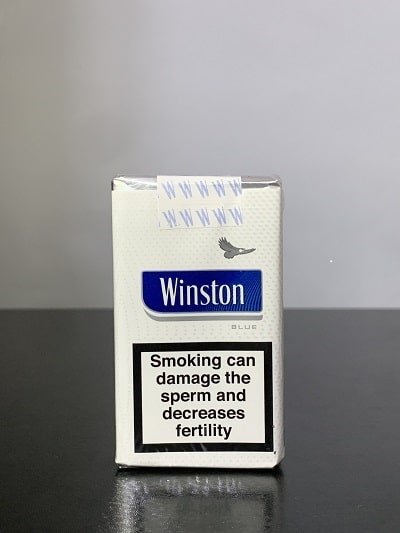 WWWWW
WWWWW
Winston
BLUE
Smoking can
damage the
sperm and
decreases
fertility